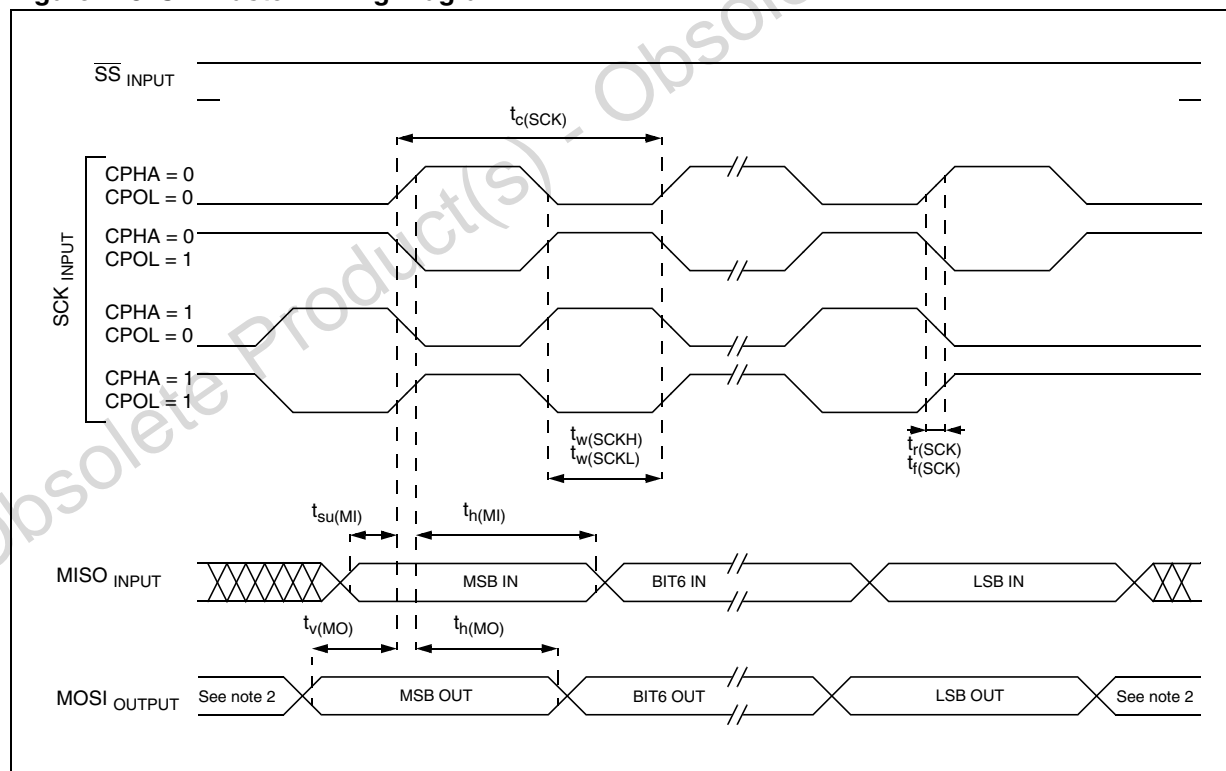 SS INPUT
tc(SCK)
SCK INPUT
CPHA = 0
CPOL = 0
CPHA = 0
CPOL = 1
CPHA = 1
CPOL = 0
CPHA = 1
CPOL = 1
tw(SCKH)
tw(SCKL)
tr(SCK)
tf(SCK)
tsu(MI)
th(MI)
MISO INPUT
MSB IN
BIT6 IN
LSB IN
tv(MO)
th(MO)
MOSI OUTPUT
See note 2
MSB OUT
BIT6 OUT
LSB OUT
See note 2
Obsolete Product(s) - Obsole